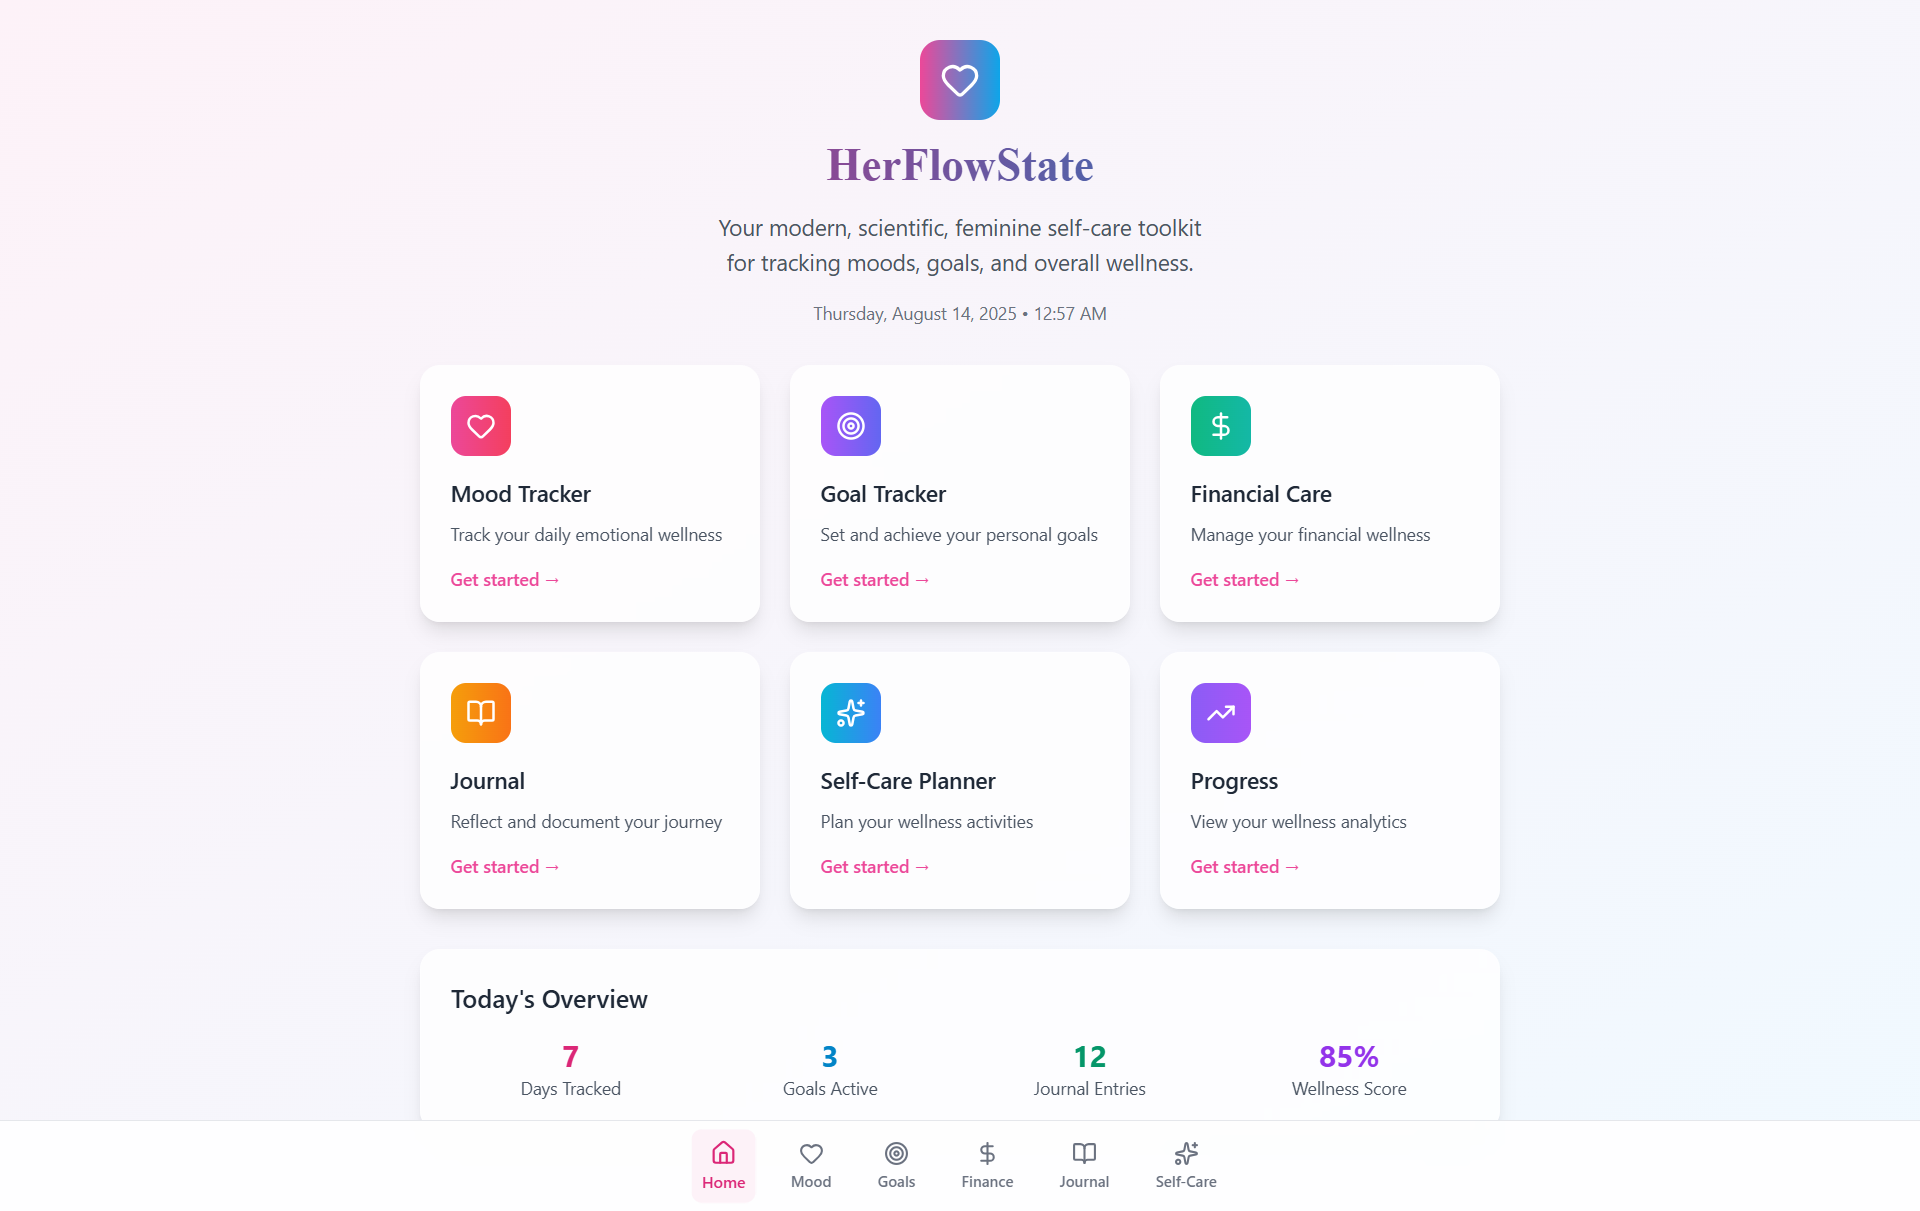 HerFlowState
Your modern, scientific, feminine self-care toolkit
for tracking moods, goals, and overall wellness.
Thursday, August 14, 2025 • 12:57 AM
Mood Tracker
Track your daily emotional wellness
Get started →
Goal Tracker
Set and achieve your personal goals
Get started →
Financial Care
Manage your financial wellness
Get started →
Journal
Reflect and document your journey
Get started →
Self-Care Planner
Plan your wellness activities
Get started →
Progress
View your wellness analytics
Get started →
Today's Overview
7
Days Tracked
3
Goals Active
12
Journal Entries
85%
Wellness Score
Home
Mood
Goals
Finance
Journal
Self-Care